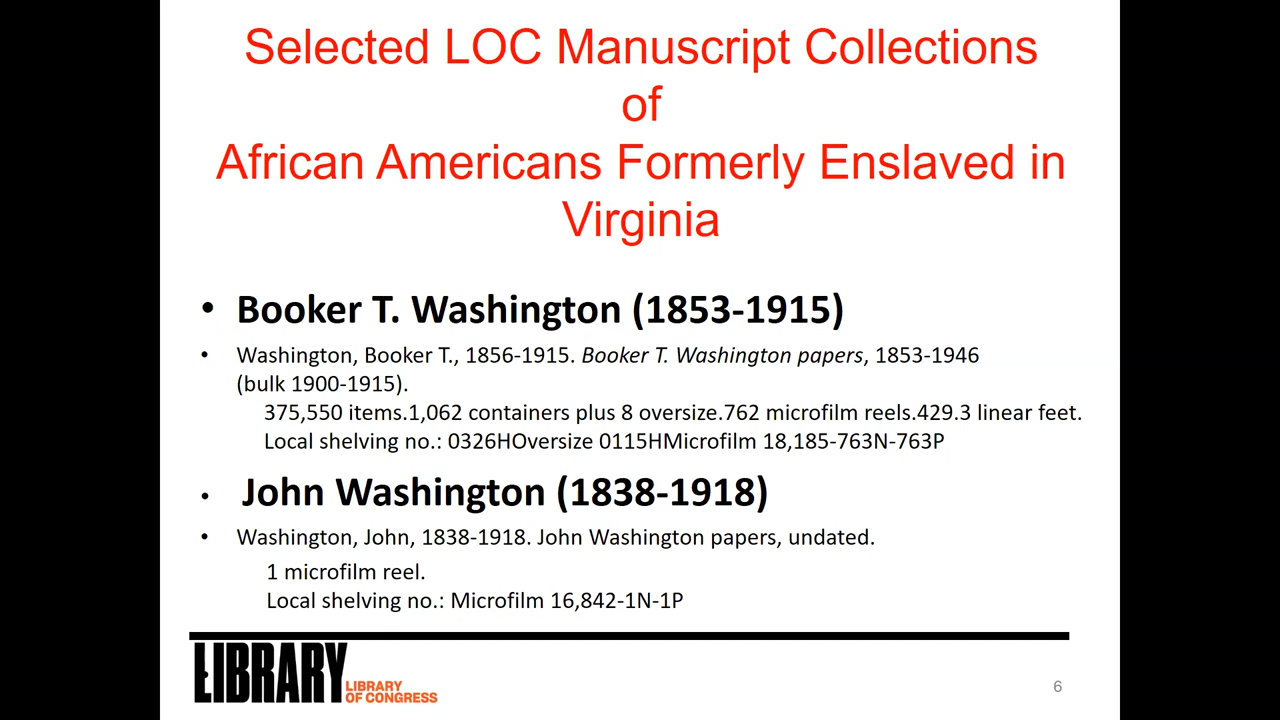 Selected LOC Manuscript Collections
of
African Americans Formerly Enslaved in
Virginia
• Booker T. Washington (1853-1915)
• Washington, Booker T., 1856-1915. Booker T. Washington papers, 1853-1946
(bulk 1900-1915).
375,550 items.1,062 containers plus 8 oversize.762 microfilm reels.429.3 linear feet.
Local shelving no.: 0326HOversize 0115HMicrofilm 18,185-763N-763P
• John Washington (1838-1918)
• Washington, John, 1838-1918. John Washington papers, undated.
1 microfilm reel.
Local shelving no.: Microfilm 16,842-1N-1P
LIBRARY
LIBRARY
OF CONGRESS
6